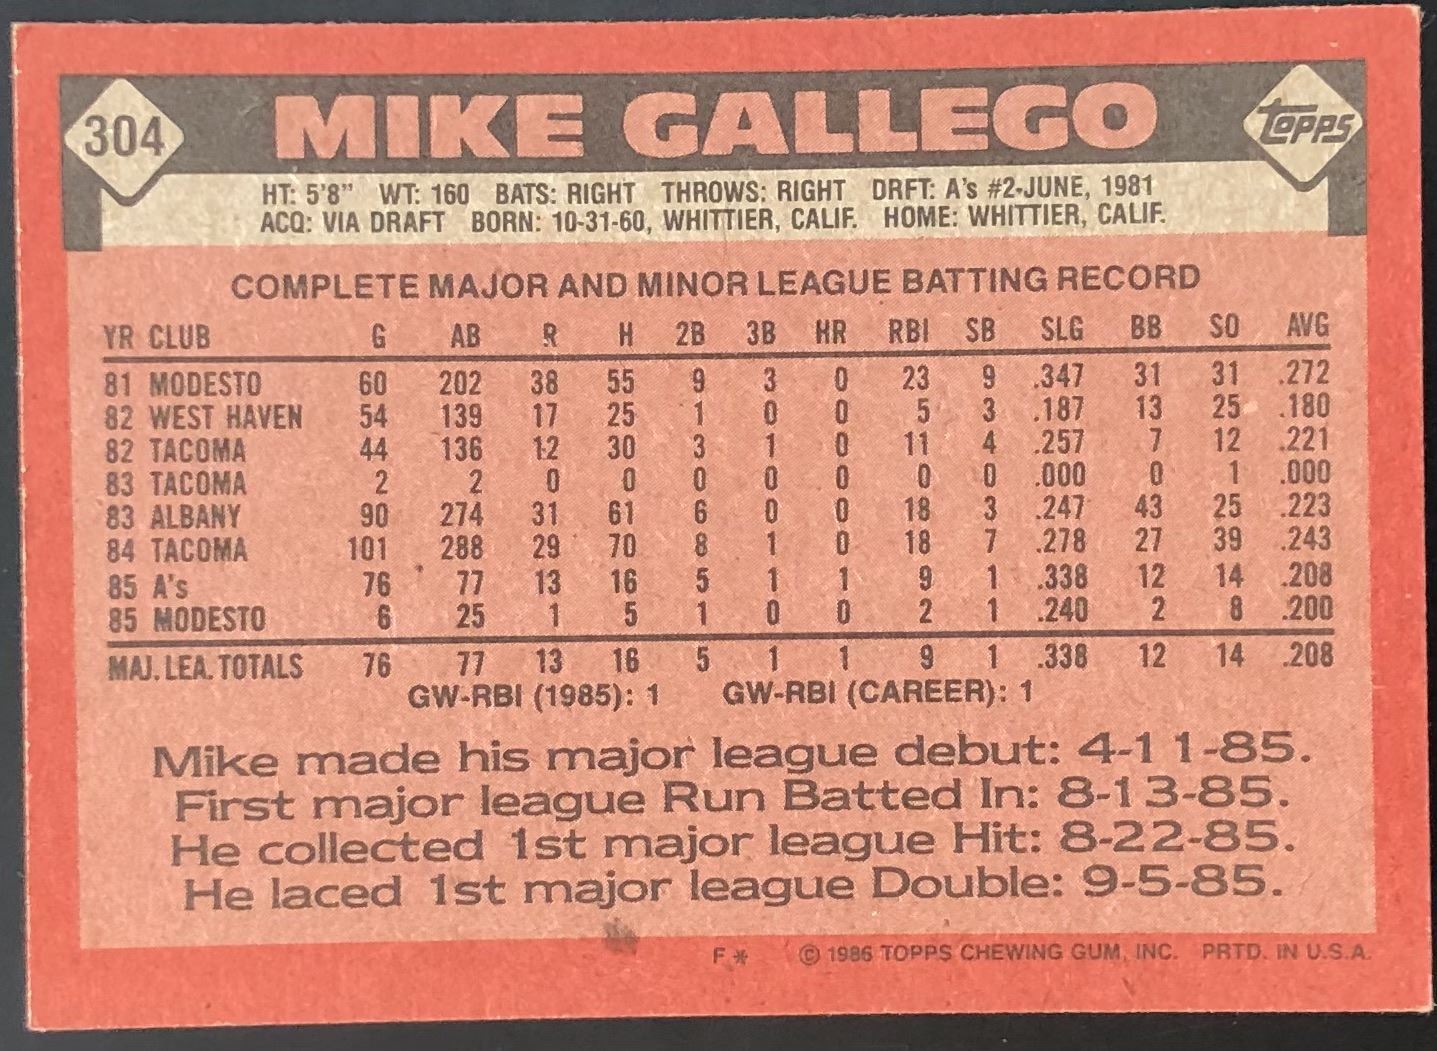 304 MIKE GALLEGO TOPPS
HT: 5'8" WT: 160 BATS: RIGHT THROWS: RIGHT DRFT: A's #2-JUNE, 1981
ACQ: VIA DRAFT BORN: 10-31-60, WHITTIER, CALIF. HOME: WHITTIER, CALIF.
COMPLETE MAJOR AND MINOR LEAGUE BATTING RECORD
YR CLUB G AB R H 2B 3B HR RBI SB SLG BB SO AVG
81 MODESTO 60 202 38 55 9 3 0 23 9 .347 31 31 .272
82 WEST HAVEN 54 139 17 25 1 0 0 5 3 .187 13 25 .180
82 TACOMA 44 136 12 30 3 1 0 11 4 .257 7 12 .221
83 TACOMA 2 2 0 0 0 0 0 0 0 .000 0 1 .000
83 ALBANY 90 274 31 61 6 0 0 18 3 .247 43 25 .223
84 TACOMA 101 288 29 70 8 1 0 18 7 .278 27 39 .243
85 A's 76 77 13 16 5 1 1 9 1 .338 12 14 .208
85 MODESTO 6 25 1 5 1 0 0 2 1 .240 2 8 .200
MAJ. LEA. TOTALS 76 77 13 16 5 1 1 9 1 .338 12 14 .208
GW-RBI (1985): 1 GW-RBI (CAREER): 1
Mike made his major league debut: 4-11-85.
First major league Run Batted In: 8-13-85.
He collected 1st major league Hit: 8-22-85.
He laced 1st major league Double: 9-5-85.
F* © 1986 TOPPS CHEWING GUM, INC. PRTD. IN U.S.A.